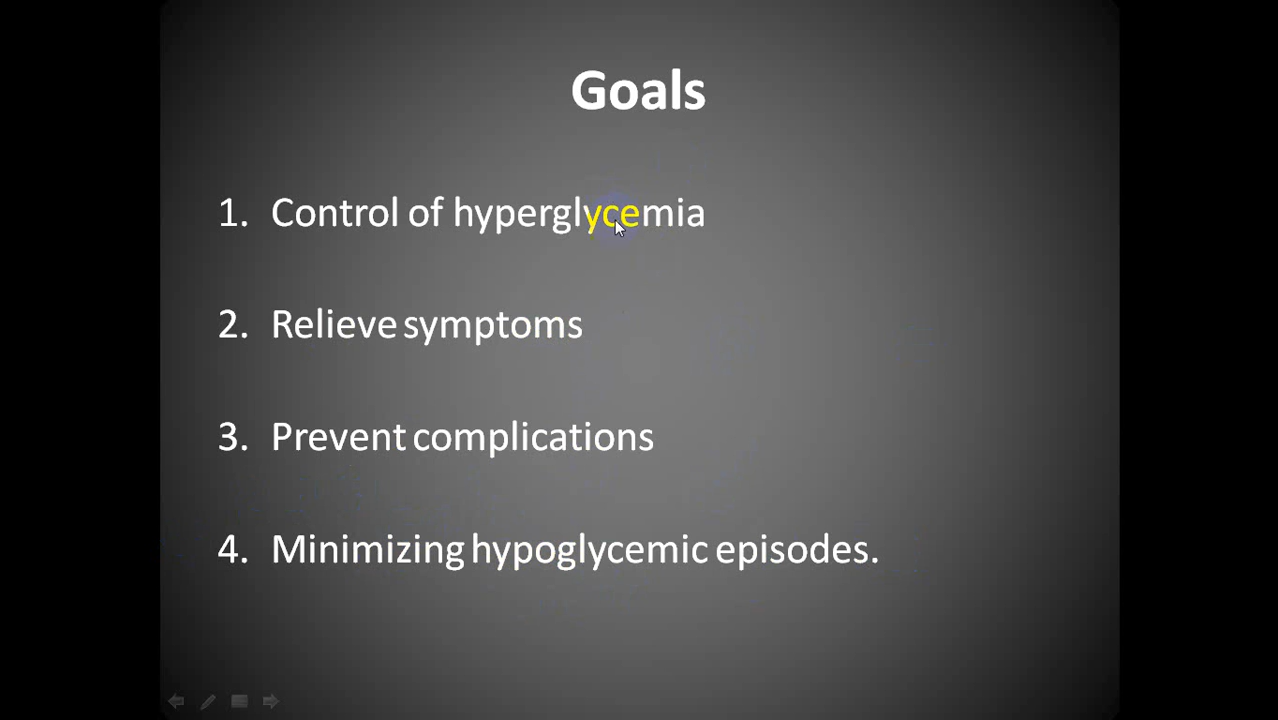 Goals
1. Control of hyperglycemia
2. Relieve symptoms
3. Prevent complications
4. Minimizing hypoglycemic episodes.